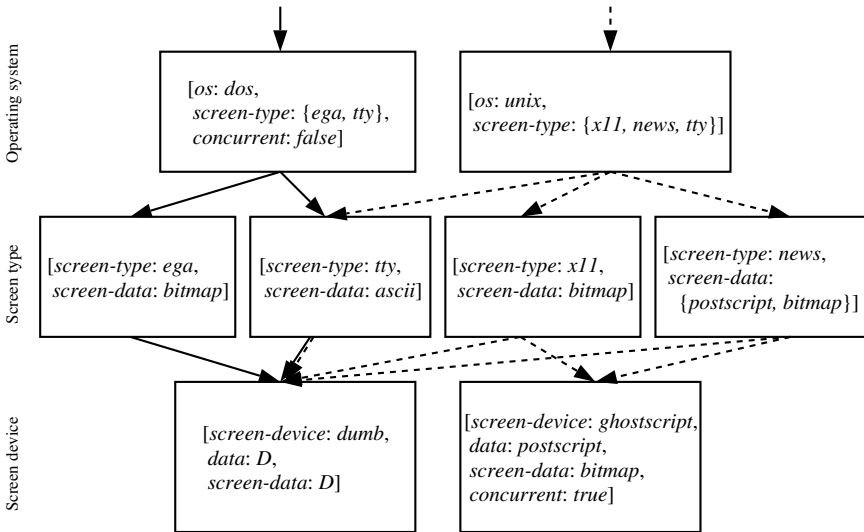 Operating system
[os: dos,
screen-type: {ega, tty},
concurrent: false]
[os: unix,
screen-type: {x11, news, tty}]
Screen type
[screen-type: ega,
screen-data: bitmap]
[screen-type: tty,
screen-data: ascii]
[screen-type: x11,
screen-data: bitmap]
[screen-type: news,
screen-data:
{postscript, bitmap}]
Screen device
[screen-device: dumb,
data: D,
screen-data: D]
[screen-device: ghostscript,
data: postscript,
screen-data: bitmap,
concurrent: true]